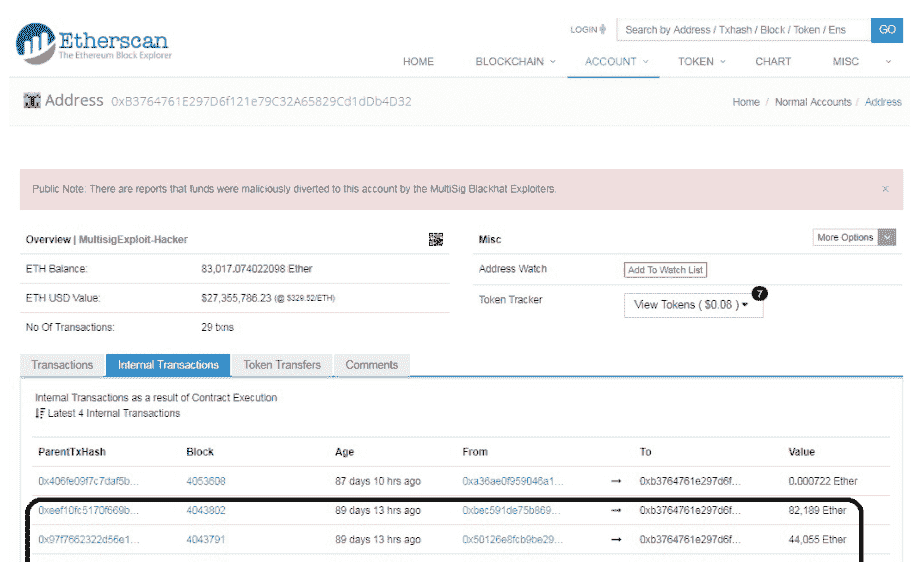 LOGIN Search by Address / Txhash / Block / Token / Ens GO
Etherscan
The Ethereum Block Explorer
HOME BLOCKCHAIN ACCOUNT TOKEN CHART MISC
Address 0xB3764761E297D6f121e79C32A65829Cd1dDb4D32 Home / Normal Accounts / Address
Public Note: There are reports that funds were maliciously diverted to this account by the MultiSig Blackhat Exploiters. ×
Overview | MultisigExploit-Hacker Misc More Options
ETH Balance: 83,017.074022098 Ether Address Watch Add To Watch List
ETH USD Value: $27,355,786.23 (@ $329.52/ETH) Token Tracker View Tokens ( $0.08 ) 7
No Of Transactions: 29 txns
Transactions Internal Transactions Token Transfers Comments
Internal Transactions as a result of Contract Execution
Latest 4 Internal Transactions
ParentTxHash Block Age From To Value
0x406fe09f7c7daf5b... 4053608 87 days 10 hrs ago 0xa36ae0f959046a1... → 0xb3764761e297d6f... 0.000722 Ether
0xeef10fc5170f669b... 4043802 89 days 13 hrs ago 0xbec591de75b869... → 0xb3764761e297d6f... 82,189 Ether
0x97f7662322d56e1... 4043791 89 days 13 hrs ago 0x50126e8fcb9be29... → 0xb3764761e297d6f... 44,055 Ether